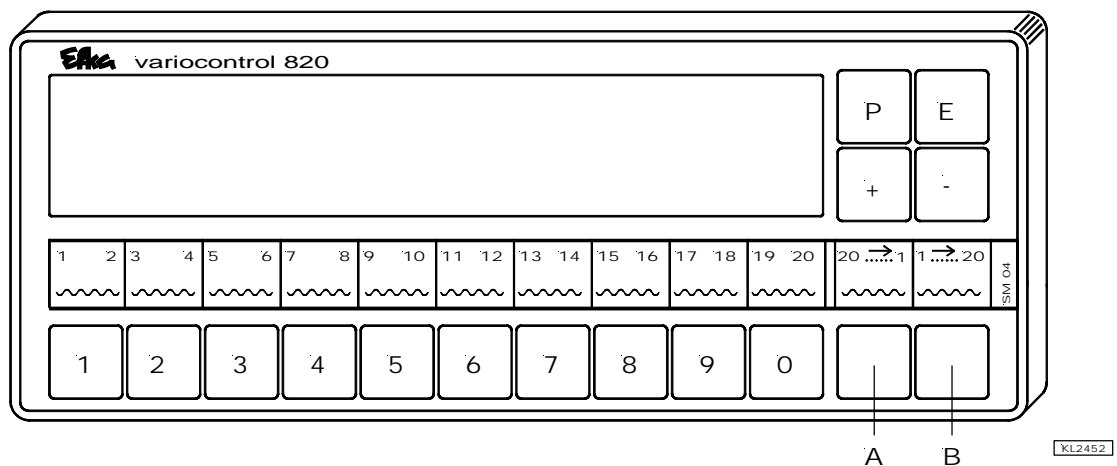 Efka variocontrol 820
P E
+ -
1 2 3 4 5 6 7 8 9 10 11 12 13 14 15 16 17 18 19 20 20 → 1 1 → 20
SM 04
1 2 3 4 5 6 7 8 9 0
A B
KL2452